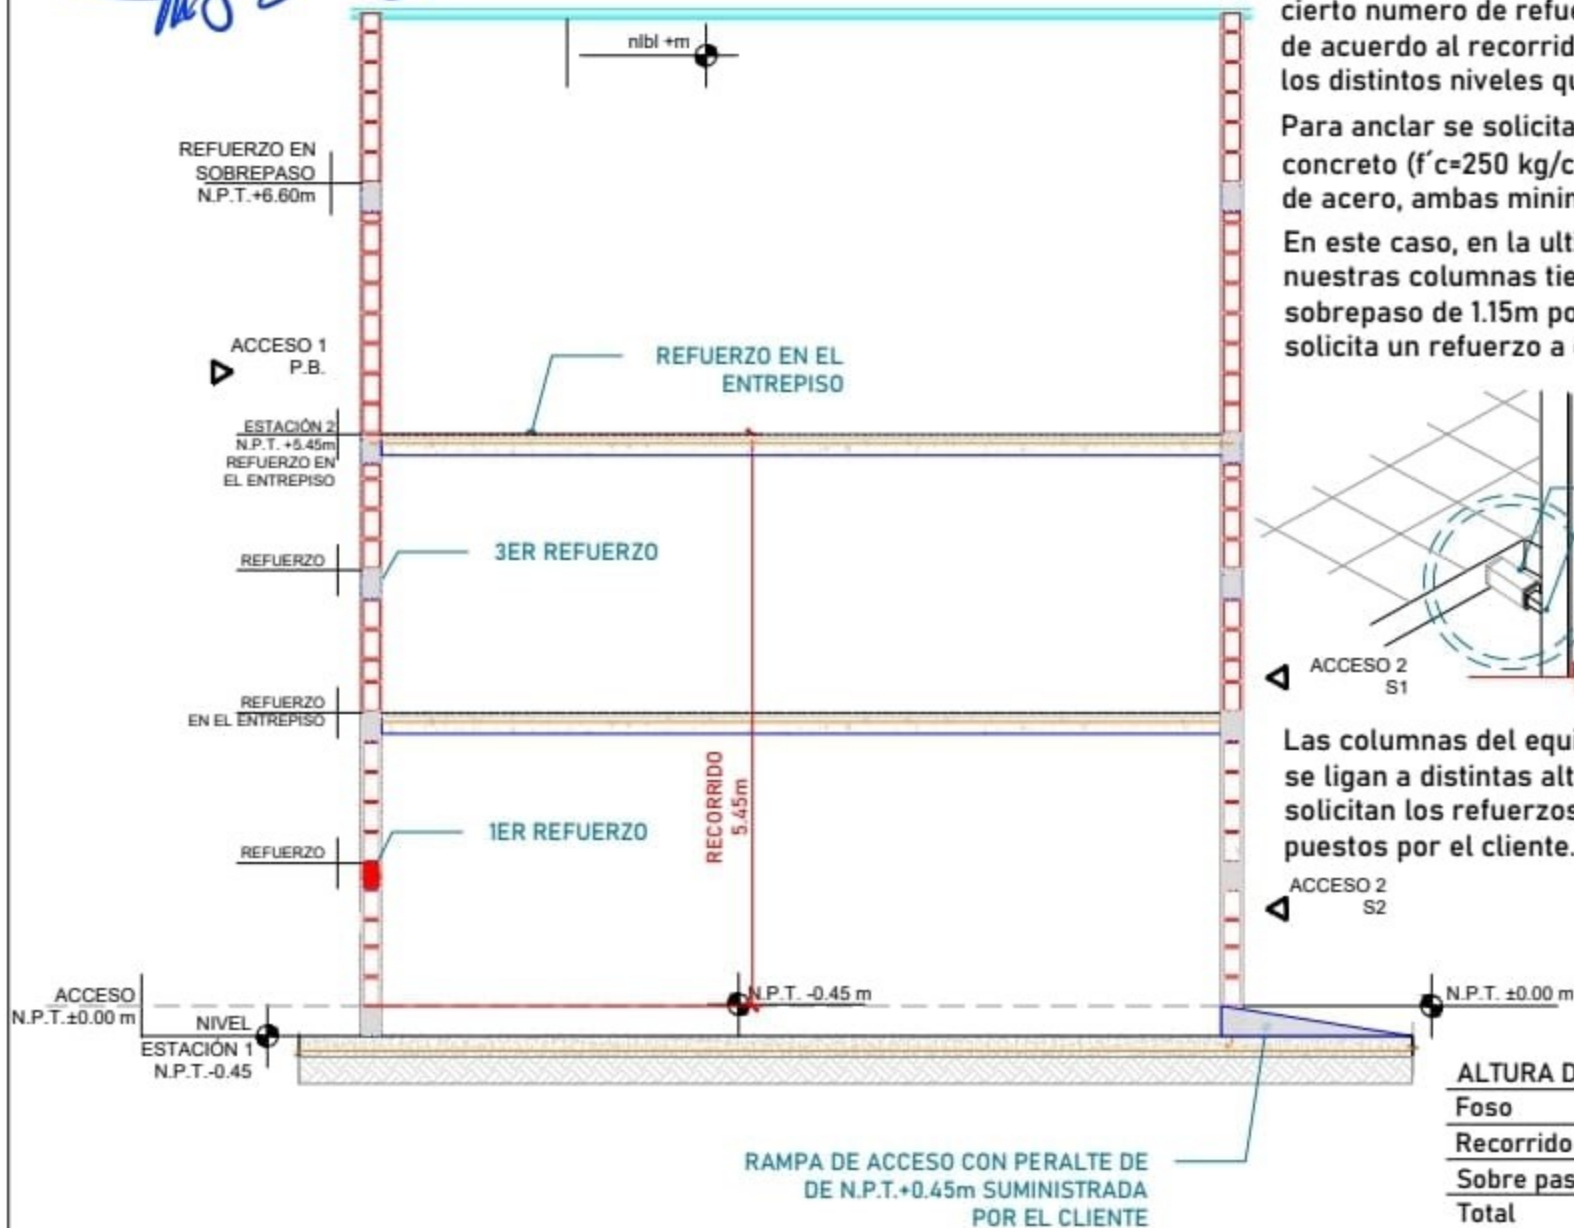 cierto numero de refue
de acuerdo al recorrid
los distintos niveles qu
Para anclar se solicita
concreto (f´c=250 kg/c
de acero, ambas minin
En este caso, en la ult
nuestras columnas tie
sobrepaso de 1.15m po
solicita un refuerzo a
nlbl +m
REFUERZO EN
SOBREPASO
N.P.T.+6.60m
ACCESO 1
P.B.
REFUERZO EN EL
ENTREPISO
ESTACIÓN 2
N.P.T. +5.45m
REFUERZO EN
EL ENTREPISO
3ER REFUERZO
REFUERZO
ACCESO 2
S1
REFUERZO
EN EL ENTREPISO
Las columnas del equi
se ligan a distintas alt
solicitan los refuerzos
puestos por el cliente.
RECORRIDO
5.45m
1ER REFUERZO
REFUERZO
ACCESO 2
S2
ACCESO
N.P.T.±0.00 m
N.P.T. -0.45 m
N.P.T. ±0.00 m
NIVEL
ESTACIÓN 1
N.P.T.-0.45
ALTURA D
Foso
Recorrido
Sobre pas
Total
RAMPA DE ACCESO CON PERALTE DE
DE N.P.T.+0.45m SUMINISTRADA
POR EL CLIENTE